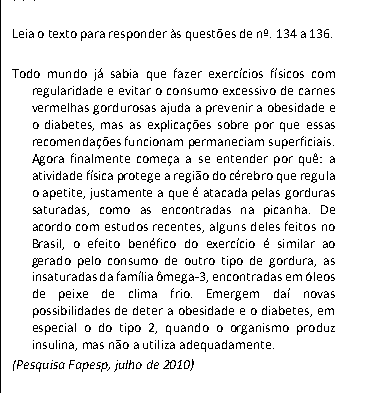 Leia o texto para responder às questões de nº. 134 a 136.
Todo mundo já sabia que fazer exercícios físicos com
regularidade e evitar o consumo excessivo de carnes
vermelhas gordurosas ajuda a prevenir a obesidade e
o diabetes, mas as explicações sobre por que essas
recomendações funcionam permaneciam superficiais.
Agora finalmente começa a se entender por quê: a
atividade física protege a região do cérebro que regula
o apetite, justamente a que é atacada pelas gorduras
saturadas, como as encontradas na picanha. De
acordo com estudos recentes, alguns deles feitos no
Brasil, o efeito benéfico do exercício é similar ao
gerado pelo consumo de outro tipo de gordura, as
insaturadas da família ômega-3, encontradas em óleos
de peixe de clima frio. Emergem daí novas
possibilidades de deter a obesidade e o diabetes, em
especial o do tipo 2, quando o organismo produz
insulina, mas não a utiliza adequadamente.
(Pesquisa Fapesp, julho de 2010)